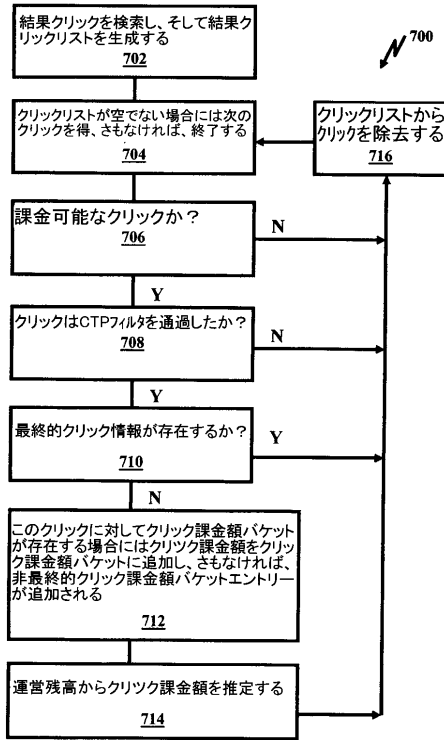 700
結果クリックを検索し、そして結果ク
リックリストを生成する
702
クリックリストが空でない場合には次の
クリックを得、さもなければ、終了する
704
クリックリストから
クリックを除去する
716
課金可能なクリックか？
706
N
Y
クリックはCTPフィルタを通過したか？
708
N
Y
最終的クリック情報が存在するか？
710
Y
N
このクリックに対してクリック課金額バケット
が存在する場合にはクリツク課金額をクリック
課金額バケットに追加し、さもなければ、
非最終的クリック課金額バケットエントリー
が追加される
712
運営残高からクリツク課金額を推定する
714